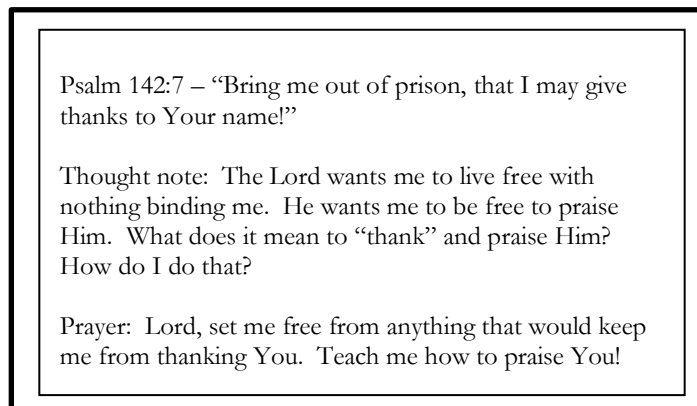 Psalm 142:7 – “Bring me out of prison, that I may give
thanks to Your name!”
Thought note:  The Lord wants me to live free with
nothing binding me.  He wants me to be free to praise
Him.  What does it mean to “thank” and praise Him?
How do I do that?
Prayer:  Lord, set me free from anything that would keep
me from thanking You.  Teach me how to praise You!